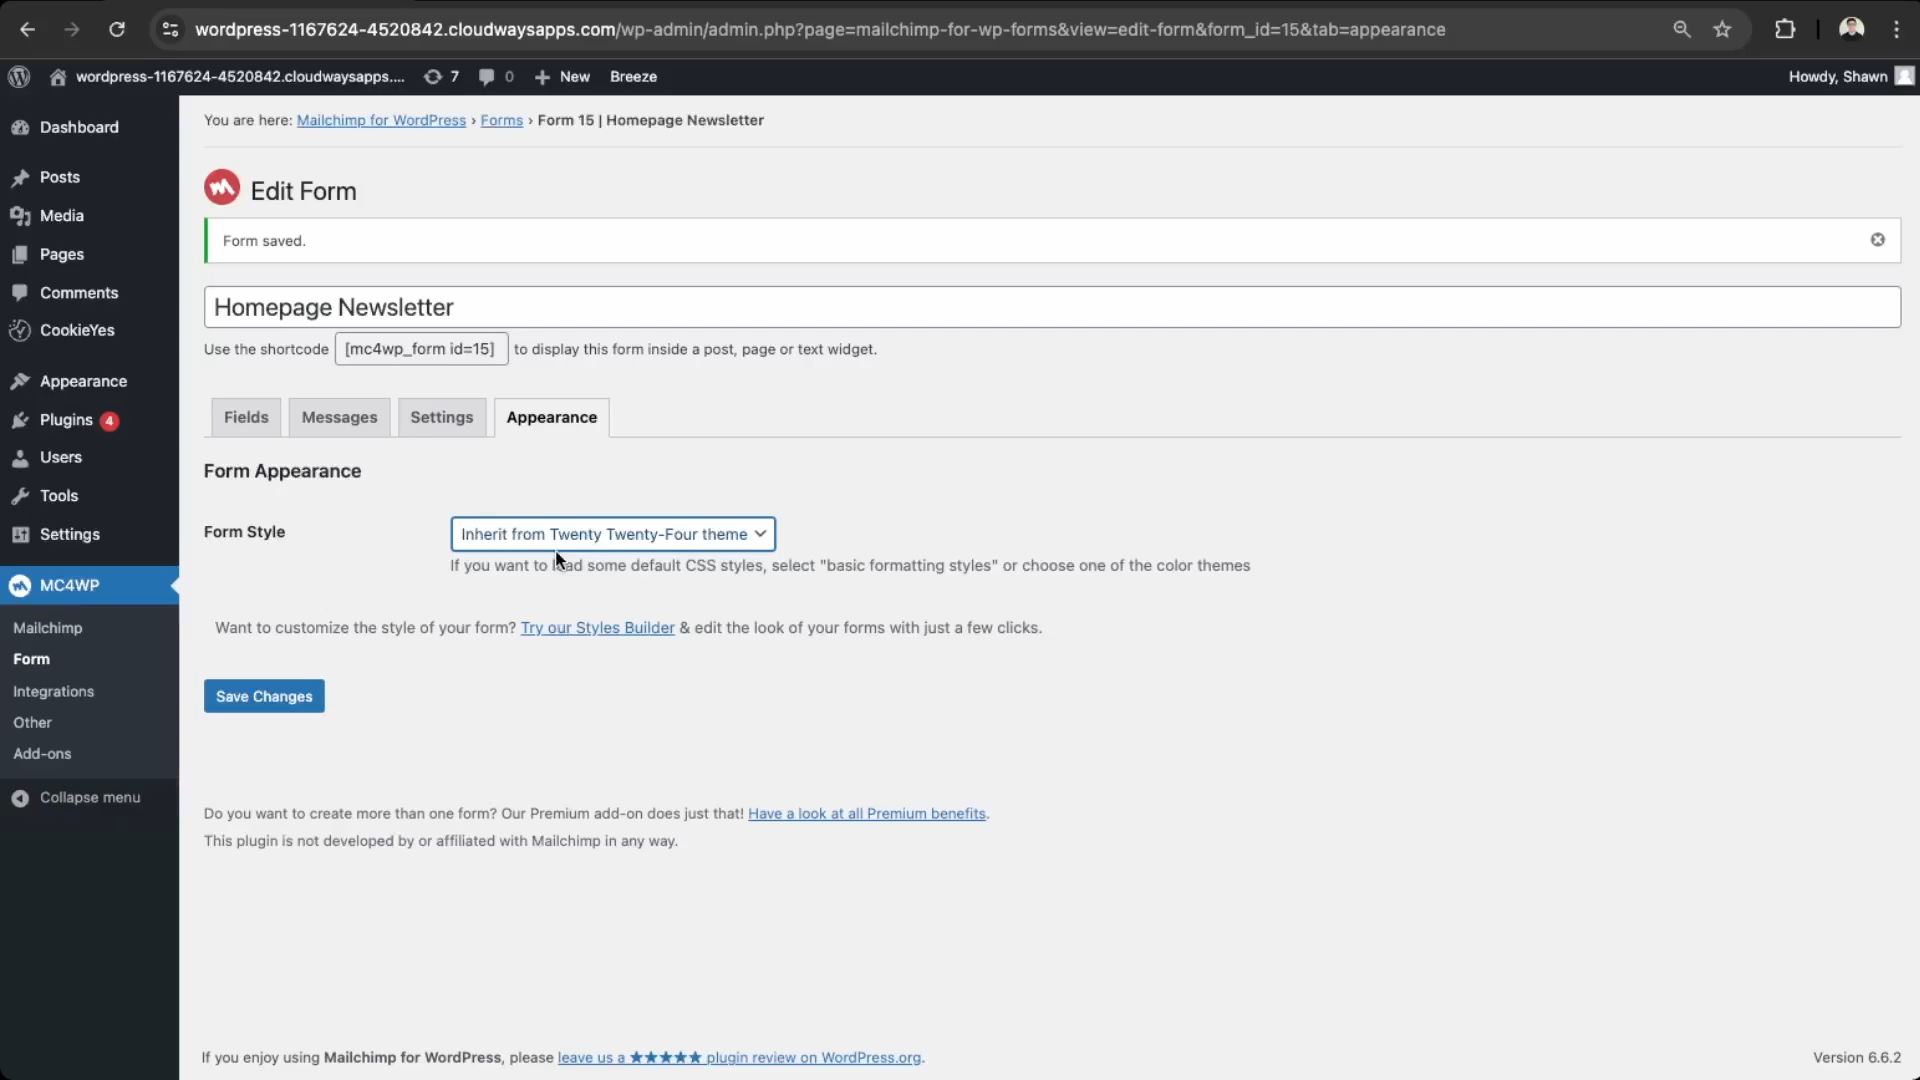 wordpress-1167624-4520842.cloudwaysapps.com/wp-admin/admin.php?page=mailchimp-for-wp-forms&view=edit-form&form_id=15&tab=appearance
wordpress-1167624-4520842.cloudwaysapps.... 7 0 New Breeze Howdy, Shawn
Dashboard
Posts
Media
Pages
Comments
CookieYes
Appearance
Plugins 4
Users
Tools
Settings
MC4WP
Mailchimp
Form
Integrations
Other
Add-ons
Collapse menu
You are here: Mailchimp for WordPress › Forms › Form 15 | Homepage Newsletter
Edit Form
Form saved.
Homepage Newsletter
Use the shortcode [mc4wp_form id=15] to display this form inside a post, page or text widget.
Fields Messages Settings Appearance
Form Appearance
Form Style Inherit from Twenty Twenty-Four theme
If you want to load some default CSS styles, select "basic formatting styles" or choose one of the color themes
Want to customize the style of your form? Try our Styles Builder & edit the look of your forms with just a few clicks.
Save Changes
Do you want to create more than one form? Our Premium add-on does just that! Have a look at all Premium benefits.
This plugin is not developed by or affiliated with Mailchimp in any way.
If you enjoy using Mailchimp for WordPress, please leave us a ★★★★★ plugin review on WordPress.org.
Version 6.6.2